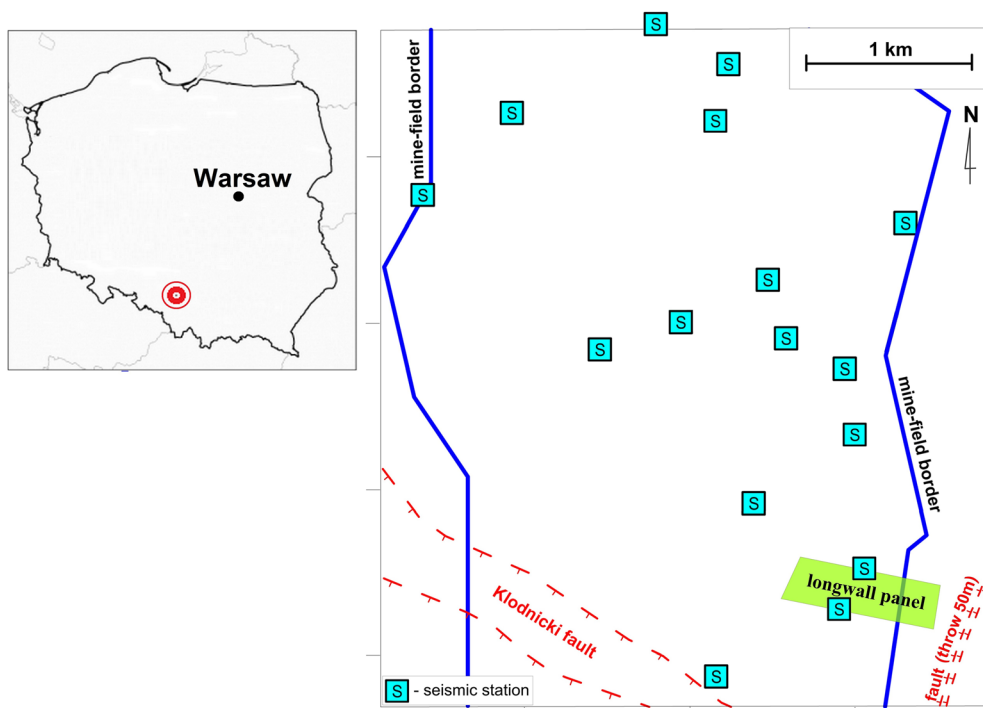 Warsaw
S
S
1 km
S
S
mine-field border
N
S
S
S
S
S
S
S
mine-field border
S
S
S
longwall panel
S
Klodnicki fault
fault (throw 50m)
S
S - seismic station